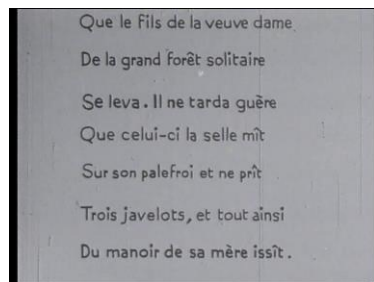 Que le fils de la veuve dame
De la grand forêt solitaire
Se leva. Il ne tarda guère
Que celui-ci la selle mît
Sur son palefroi et ne prît
Trois javelots, et tout ainsi
Du manoir de sa mère issît.